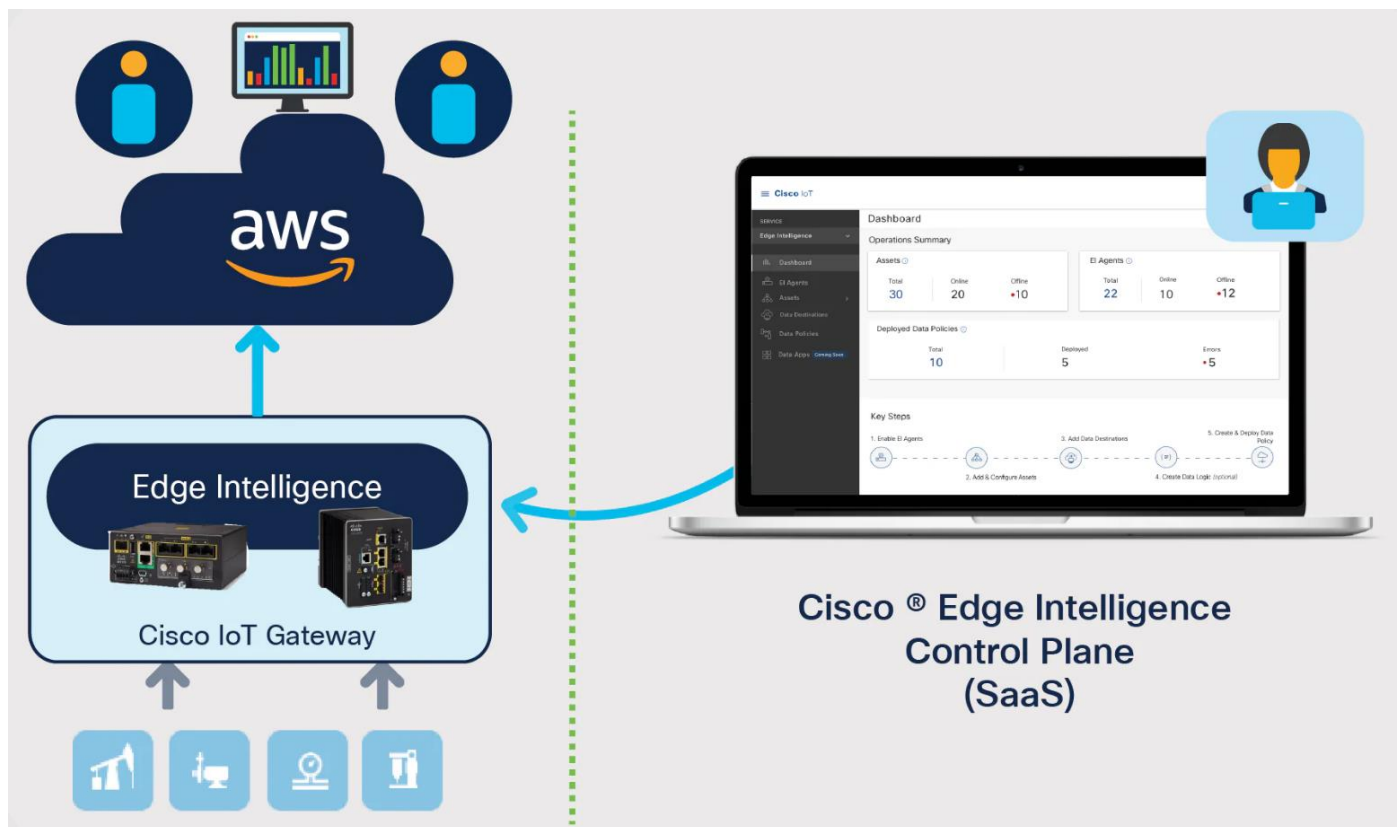 aws
Edge Intelligence
Cisco IoT Gateway
Cisco IoT
SERVICE
Edge Intelligence
Dashboard
EI Agents
Assets
Data Destinations
Data Policies
Data Apps Coming Soon
Dashboard
Operations Summary
Assets
Total Online Offline
30 20 10
EI Agents
Total Online Offline
22 10 12
Deployed Data Policies
Total Deployed Errors
10 5 5
Key Steps
1. Enable EI Agents
2. Add & Configure Assets
3. Add Data Destinations
4. Create Data Logic (optional)
5. Create & Deploy Data
Policy
Cisco ® Edge Intelligence
Control Plane
(SaaS)